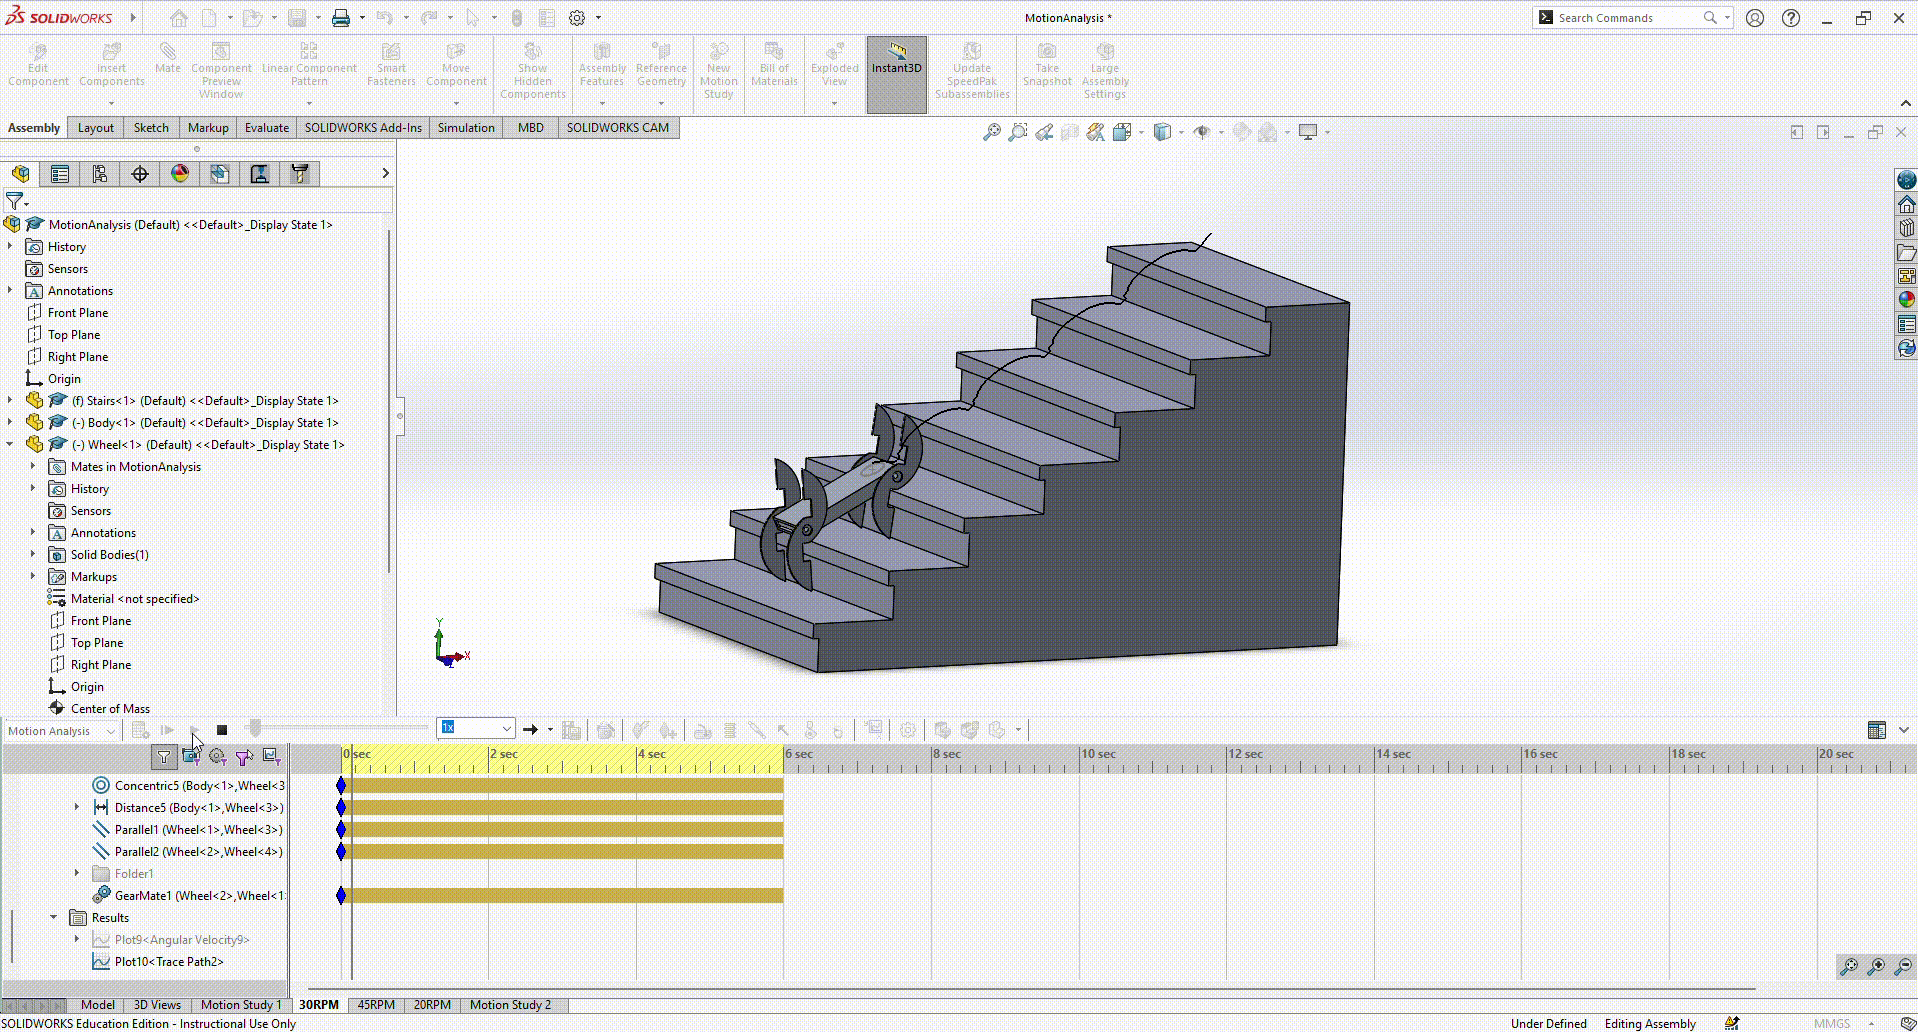 SOLIDWORKS
MotionAnalysis *
Search Commands
Edit Component
Insert Components
Mate
Component Preview Window
Linear Component Pattern
Smart Fasteners
Move Component
Show Hidden Components
Assembly Features
Reference Geometry
New Motion Study
Bill of Materials
Exploded View
Instant3D
Update SpeedPak Subassemblies
Take Snapshot
Large Assembly Settings
Assembly
Layout
Sketch
Markup
Evaluate
SOLIDWORKS Add-Ins
Simulation
MBD
SOLIDWORKS CAM
MotionAnalysis (Default) <<Default>_Display State 1>
History
Sensors
Annotations
Front Plane
Top Plane
Right Plane
Origin
(f) Stairs<1> (Default) <<Default>_Display State 1>
(-) Body<1> (Default) <<Default>_Display State 1>
(-) Wheel<1> (Default) <<Default>_Display State 1>
Mates in MotionAnalysis
History
Sensors
Annotations
Solid Bodies(1)
Markups
Material <not specified>
Front Plane
Top Plane
Right Plane
Origin
Center of Mass
Y
X
Z
Motion Analysis
1x
0 sec
2 sec
4 sec
6 sec
8 sec
10 sec
12 sec
14 sec
16 sec
18 sec
20 sec
Concentric5 (Body<1>,Wheel<3
Distance5 (Body<1>,Wheel<3>)
Parallel1 (Wheel<1>,Wheel<3>)
Parallel2 (Wheel<2>,Wheel<4>)
Folder1
GearMate1 (Wheel<2>,Wheel<1
Results
Plot9<Angular Velocity9>
Plot10<Trace Path2>
Model
3D Views
Motion Study 1
30RPM
45RPM
20RPM
Motion Study 2
SOLIDWORKS Education Edition - Instructional Use Only
Under Defined
Editing Assembly
MMGS